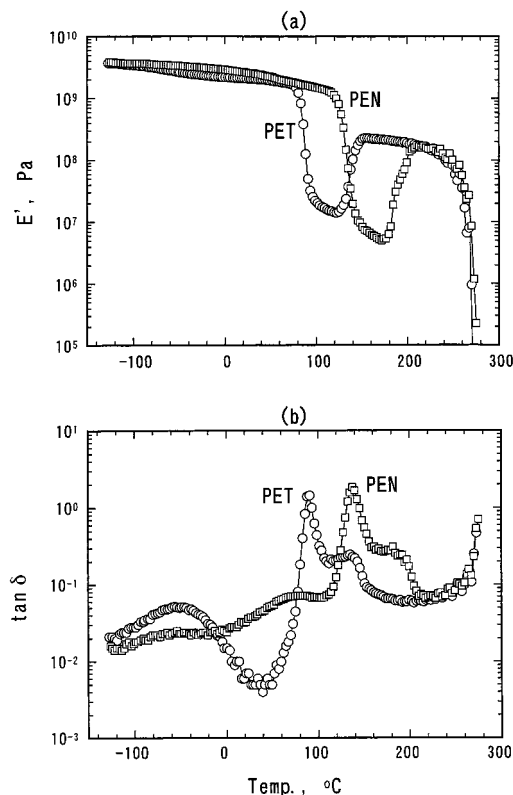 (a)
10^10
10^9
10^8
10^7
10^6
10^5
E', Pa
PET
PEN
-100 0 100 200 300
(b)
10^1
10^0
10^-1
10^-2
10^-3
tan δ
PET
PEN
-100 0 100 200 300
Temp., °C